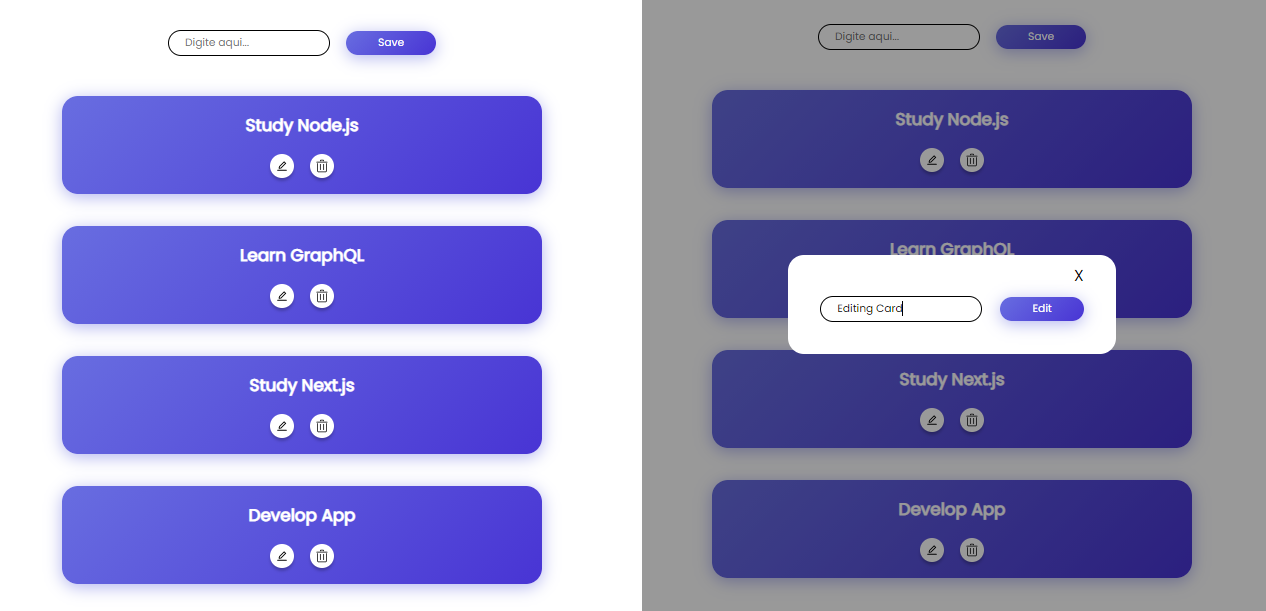 Digite aqui...
Save
Study Node.js
Learn GraphQL
Study Next.js
Develop App
Digite aqui...
Save
Study Node.js
Learn GraphQL
X
Editing Card
Edit
Study Next.js
Develop App